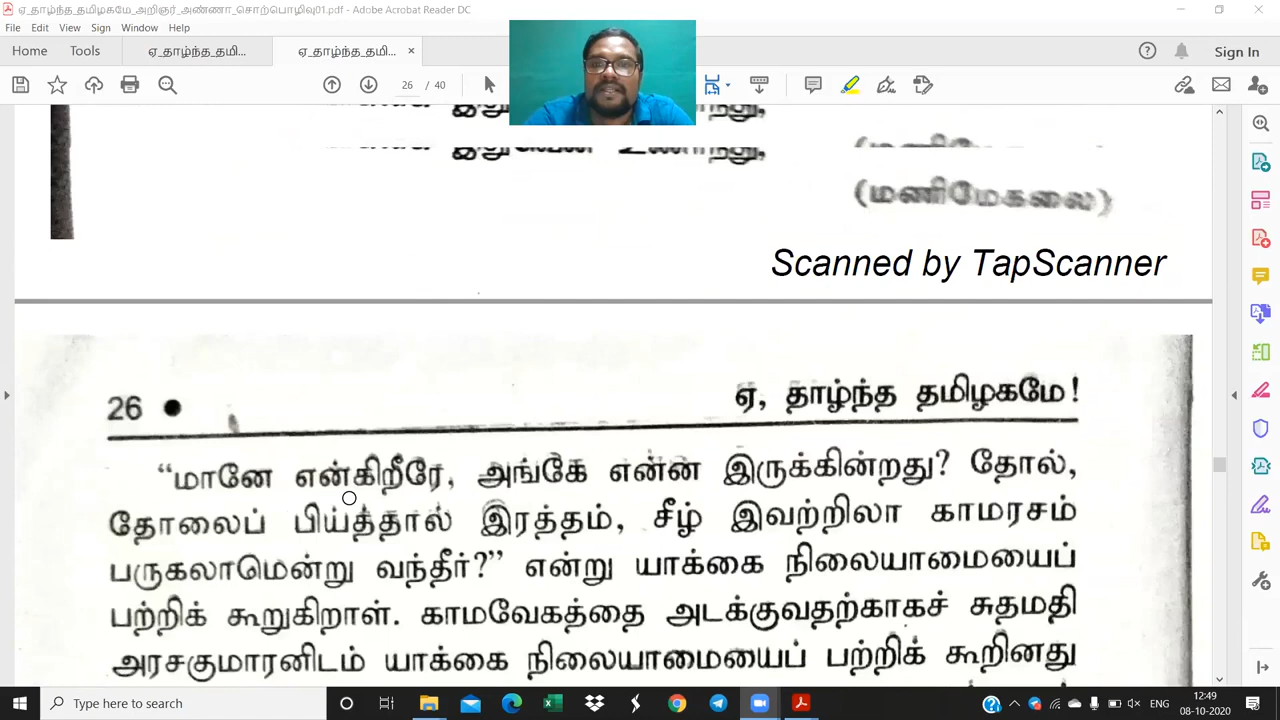 ஏ_தாழ்ந்த_தமிழகமே_அறிஞர்_அண்ணா_சொற்பொழிவு01.pdf - Adobe Acrobat Reader DC
File Edit View Sign Window Help
Home Tools ஏ_தாழ்ந்த_தமி... ஏ_தாழ்ந்த_தமி... × Sign In
26 / 40
(மணிமேகலை)
Scanned by TapScanner
26 ● ஏ, தாழ்ந்த தமிழகமே!
“மானே என்கிறீரே, அங்கே என்ன இருக்கின்றது? தோல்,
தோலைப் பிய்த்தால் இரத்தம், சீழ் இவற்றிலா காமரசம்
பருகலாமென்று வந்தீர்?” என்று யாக்கை நிலையாமையைப்
பற்றிக் கூறுகிறாள். காமவேகத்தை அடக்குவதற்காகச் சுதமதி
அரசகுமாரனிடம் யாக்கை நிலையாமையைப் பற்றிக் கூறினது
Type here to search
ENG
12:49
08-10-2020